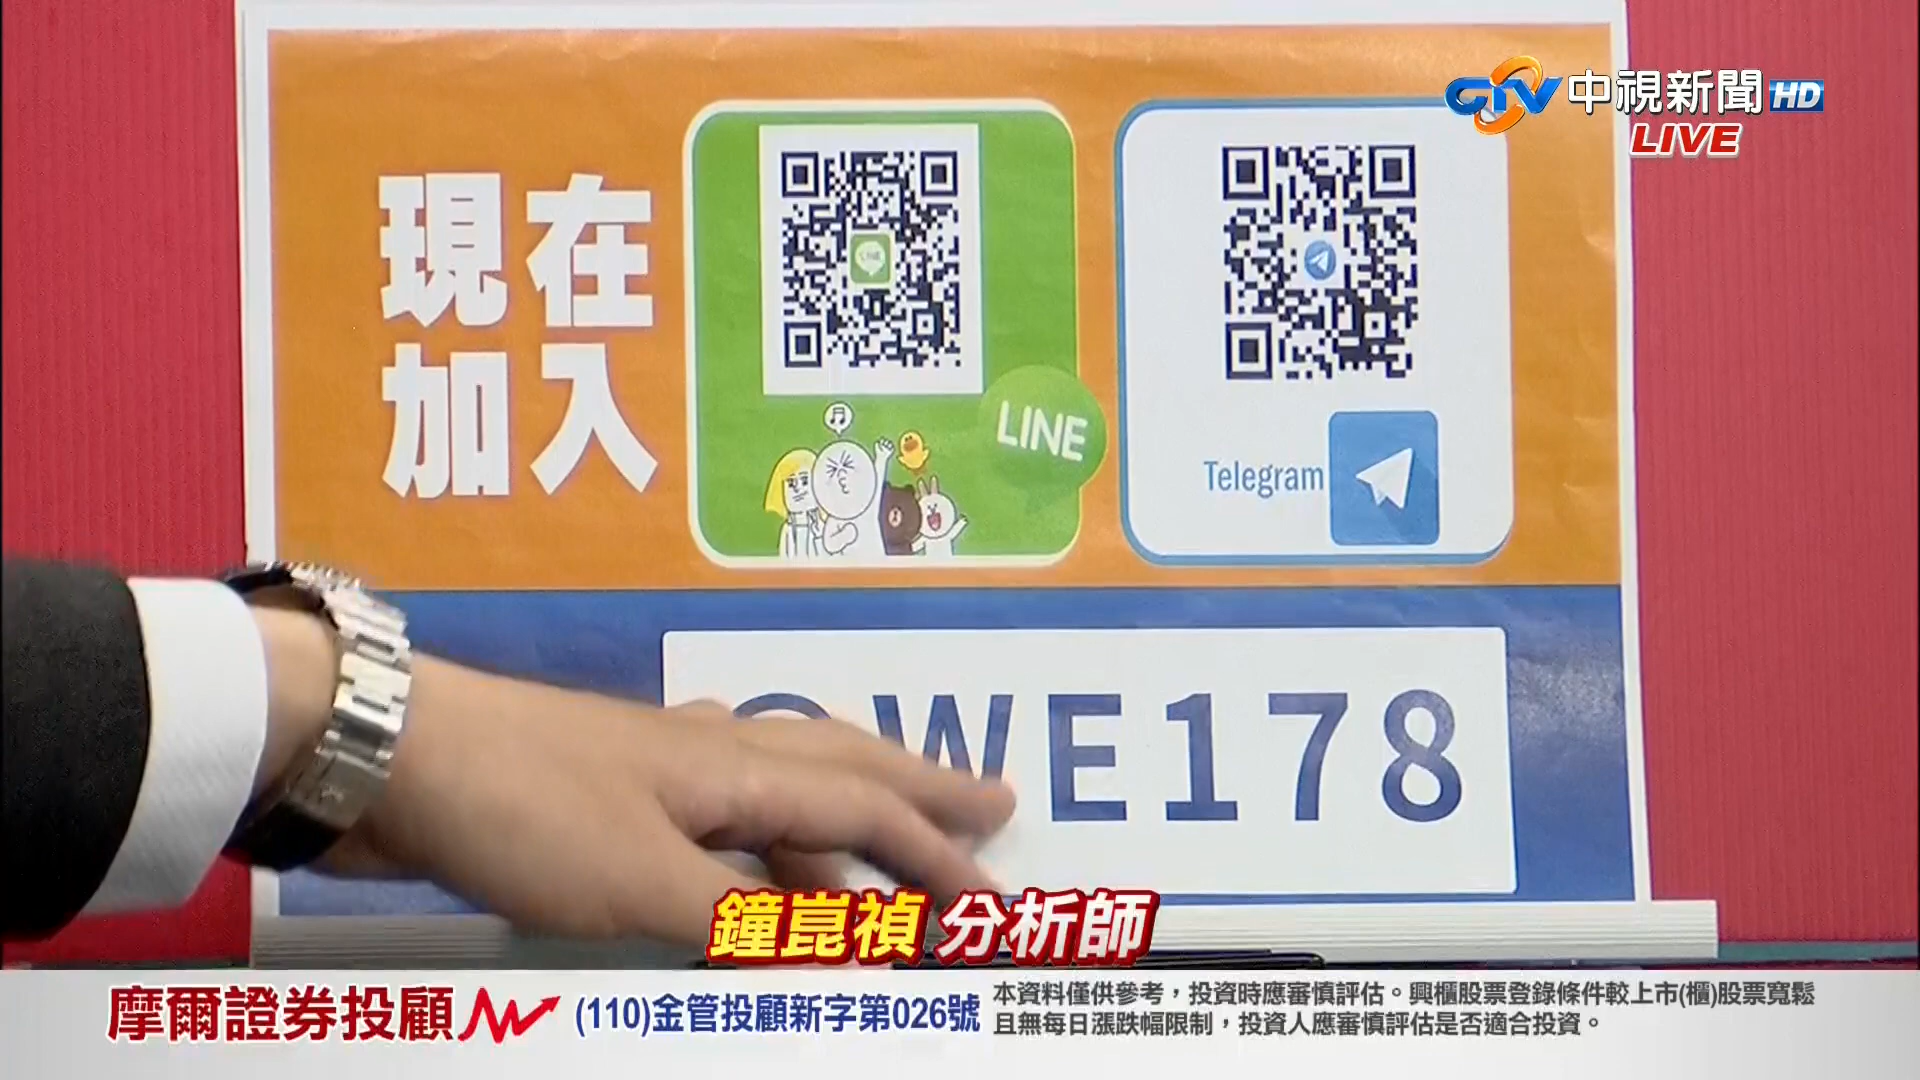 CTV 中視新聞 HD
LIVE
現在
加入
LINE
LINE
Telegram
@WE178
鐘崑禎 分析師
摩爾證券投顧
(110)金管投顧新字第026號
本資料僅供參考,投資時應審慎評估。興櫃股票登錄條件較上市(櫃)股票寬鬆
且無每日漲跌幅限制,投資人應審慎評估是否適合投資。